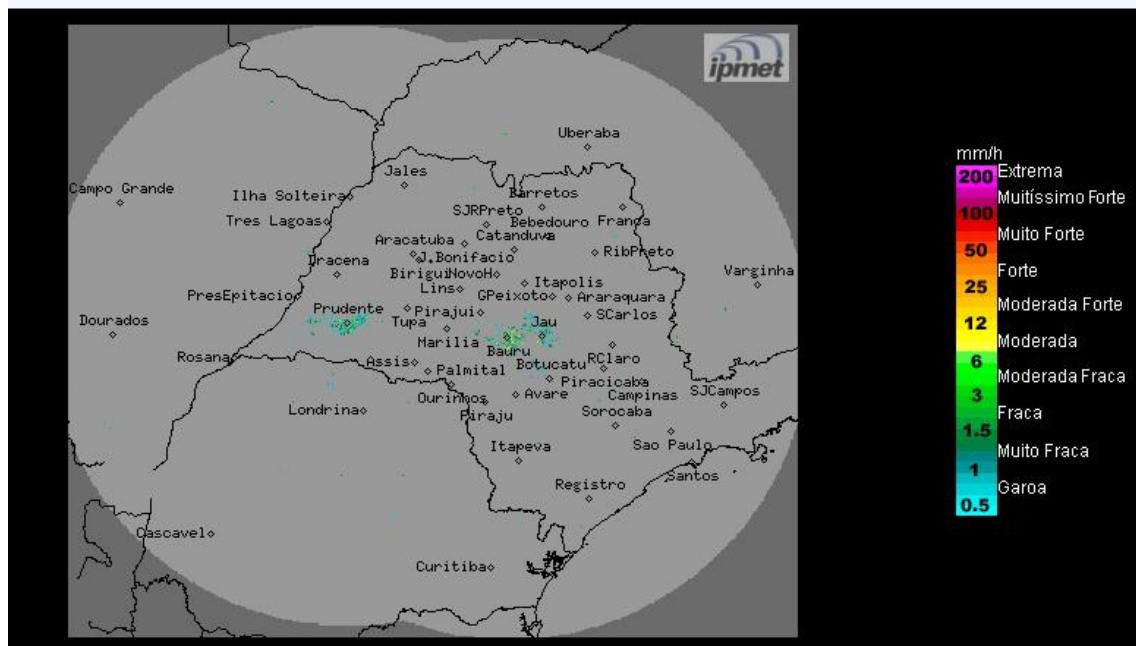 ipmet
Uberaba
Jales
Campo Grande
Ilha Solteira
Barretos
SJRPreto
Tres Lagoas
Bebedouro
Franca
Aracatuba
Catanduva
J.Bonifacio
RibPreto
Dracena
Birigui
NovoH
Varginha
Lins
Itapolis
PresEpitacio
GPeixoto
Araraquara
Prudente
Pirajui
SCarlos
Dourados
Tupa
Jau
Marilia
Bauru
Rosana
Assis
Botucatu
RClaro
Palmital
Piracicaba
Ourinhos
Avare
Campinas
SJCampos
Londrina
Piraju
Sorocaba
Itapeva
Sao Paulo
Santos
Registro
Cascavel
Curitiba
mm/h
200 Extrema
Muitíssimo Forte
100
Muito Forte
50
Forte
25
Moderada Forte
12
Moderada
6
Moderada Fraca
3
Fraca
1.5
Muito Fraca
1
Garoa
0.5